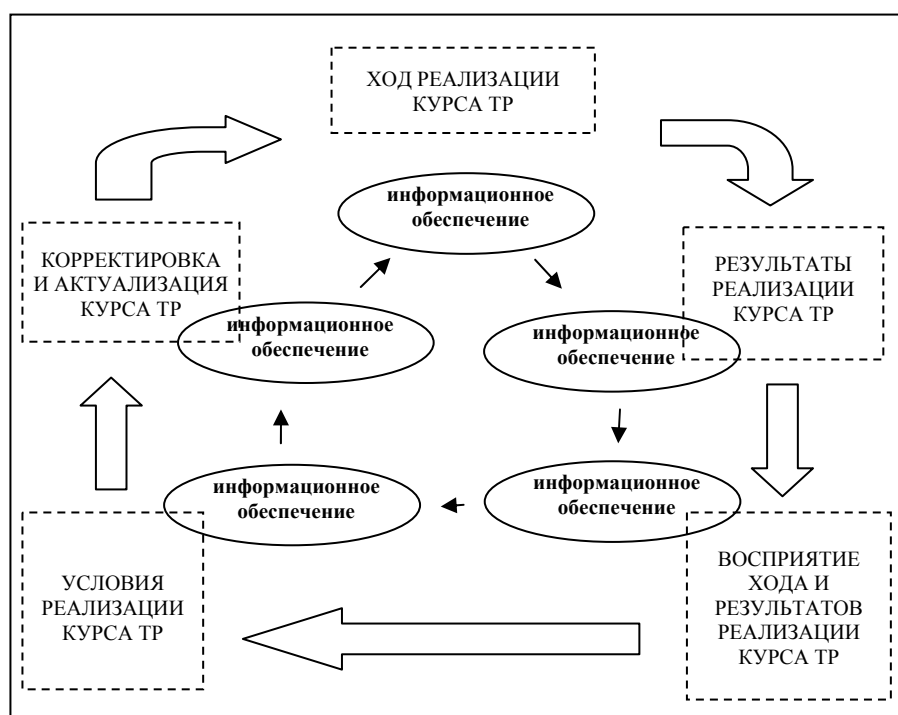 ХОД РЕАЛИЗАЦИИ
КУРСА ТР
информационное
обеспечение
КОРРЕКТИРОВКА
И АКТУАЛИЗАЦИЯ
КУРСА ТР
РЕЗУЛЬТАТЫ
РЕАЛИЗАЦИИ
КУРСА ТР
информационное
обеспечение
информационное
обеспечение
информационное
обеспечение
информационное
обеспечение
УСЛОВИЯ
РЕАЛИЗАЦИИ
КУРСА ТР
ВОСПРИЯТИЕ
ХОДА И
РЕЗУЛЬТАТОВ
РЕАЛИЗАЦИИ
КУРСА ТР